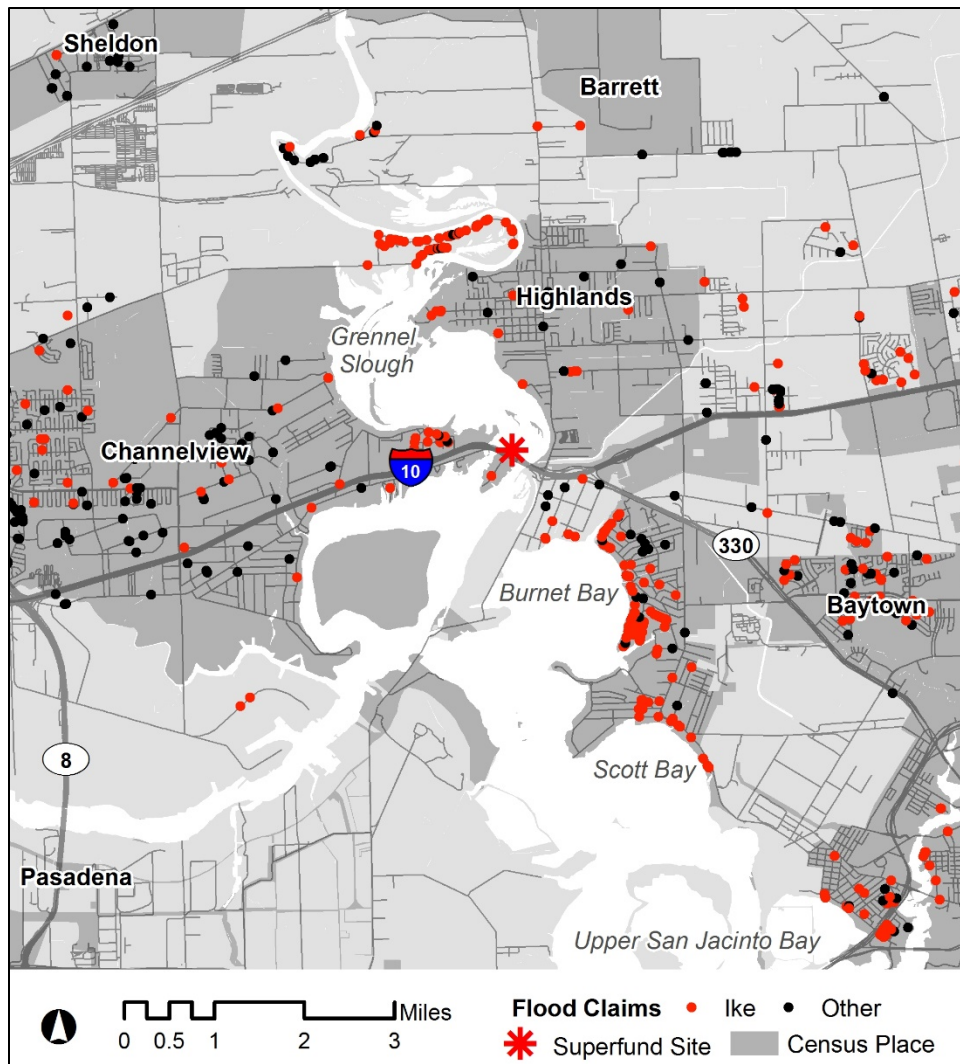 Sheldon
Barrett
Highlands
Grennel
Slough
Channelview
10
330
Burnet Bay
Baytown
8
Scott Bay
Pasadena
Upper San Jacinto Bay
Flood Claims Ike Other
Miles
0 0.5 1 2 3
Superfund Site Census Place